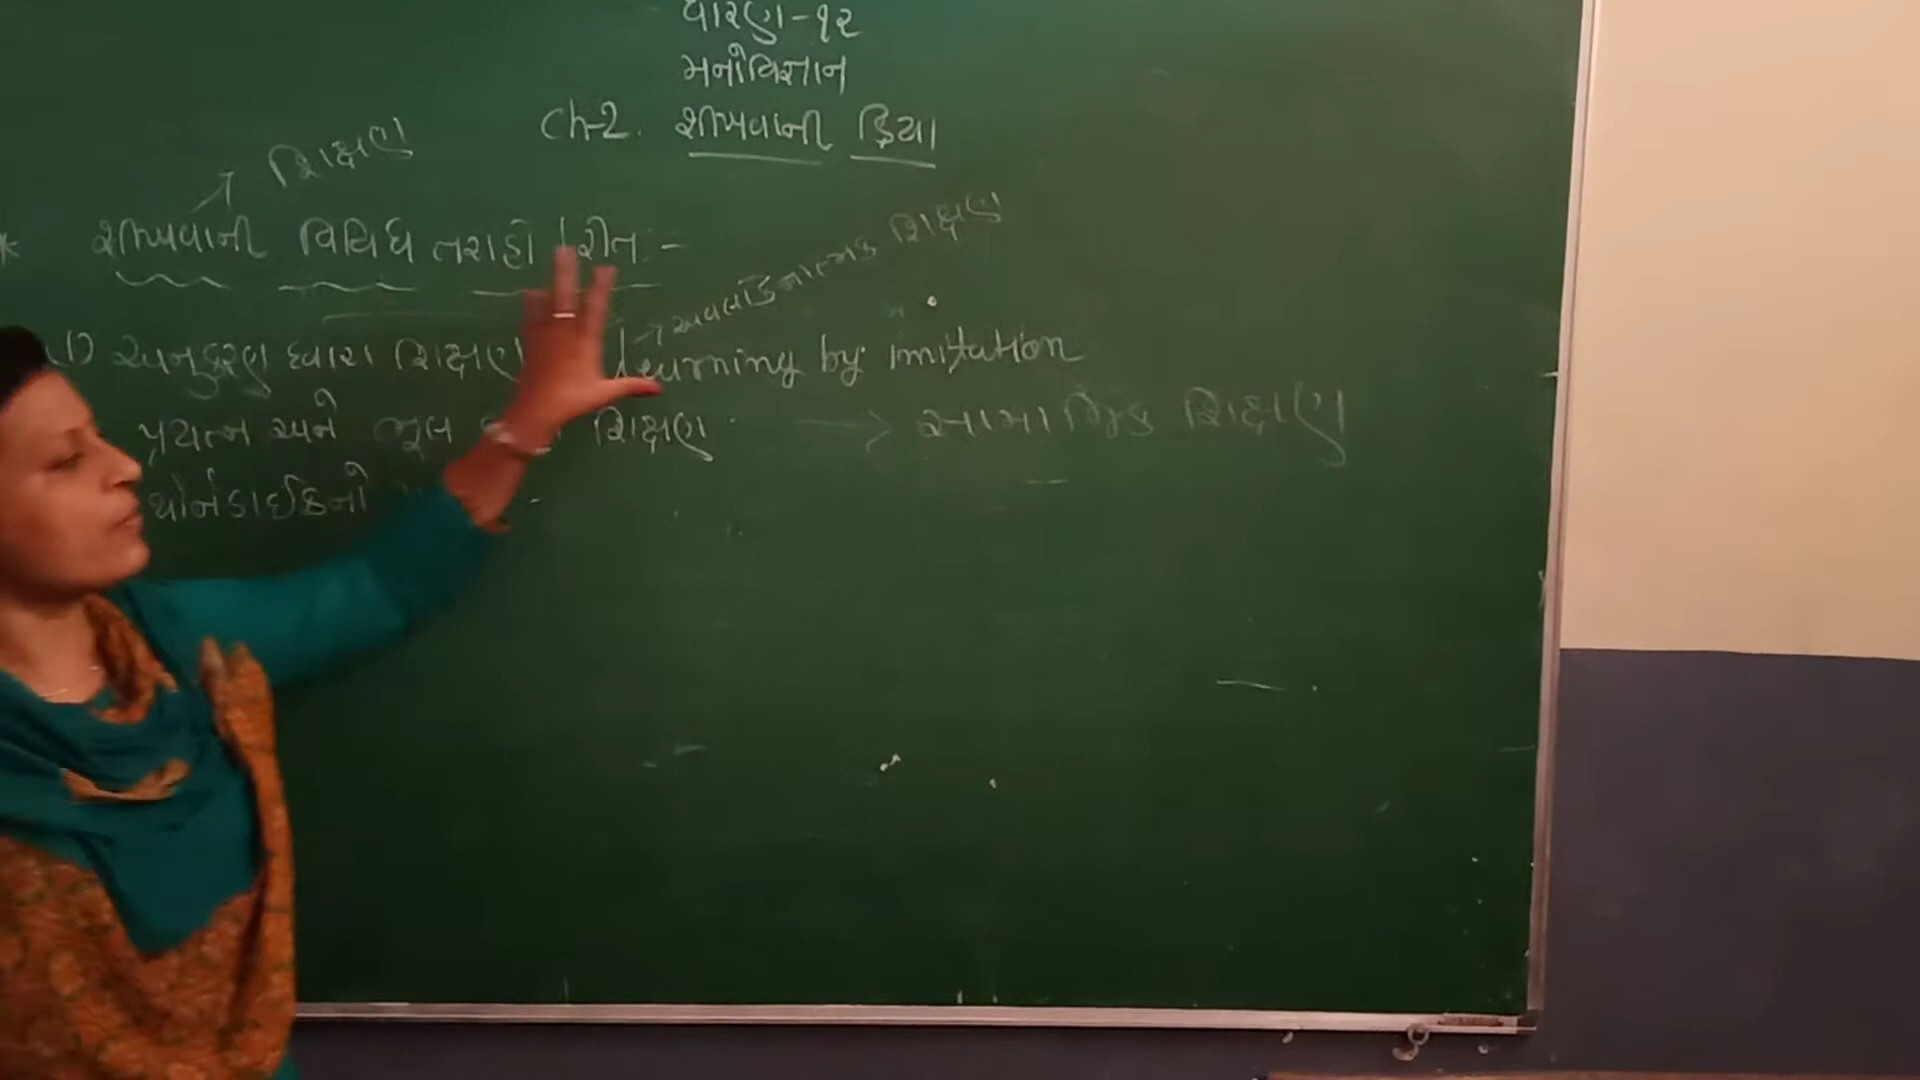 ધોરણ-૧૨
મનોવિજ્ઞાન
Ch-2. શીખવાની ક્રિયા
શિક્ષણ
* શીખવાની વિવિધ તરાહો / રીત :-
અવલોકનાત્મક શિક્ષણ
(1) અનુકરણ દ્વારા શિક્ષણ Learning by imitation
પ્રયત્ન અને ભૂલ શિક્ષણ → સામાજિક શિક્ષણ
થોર્નડાઈકનો